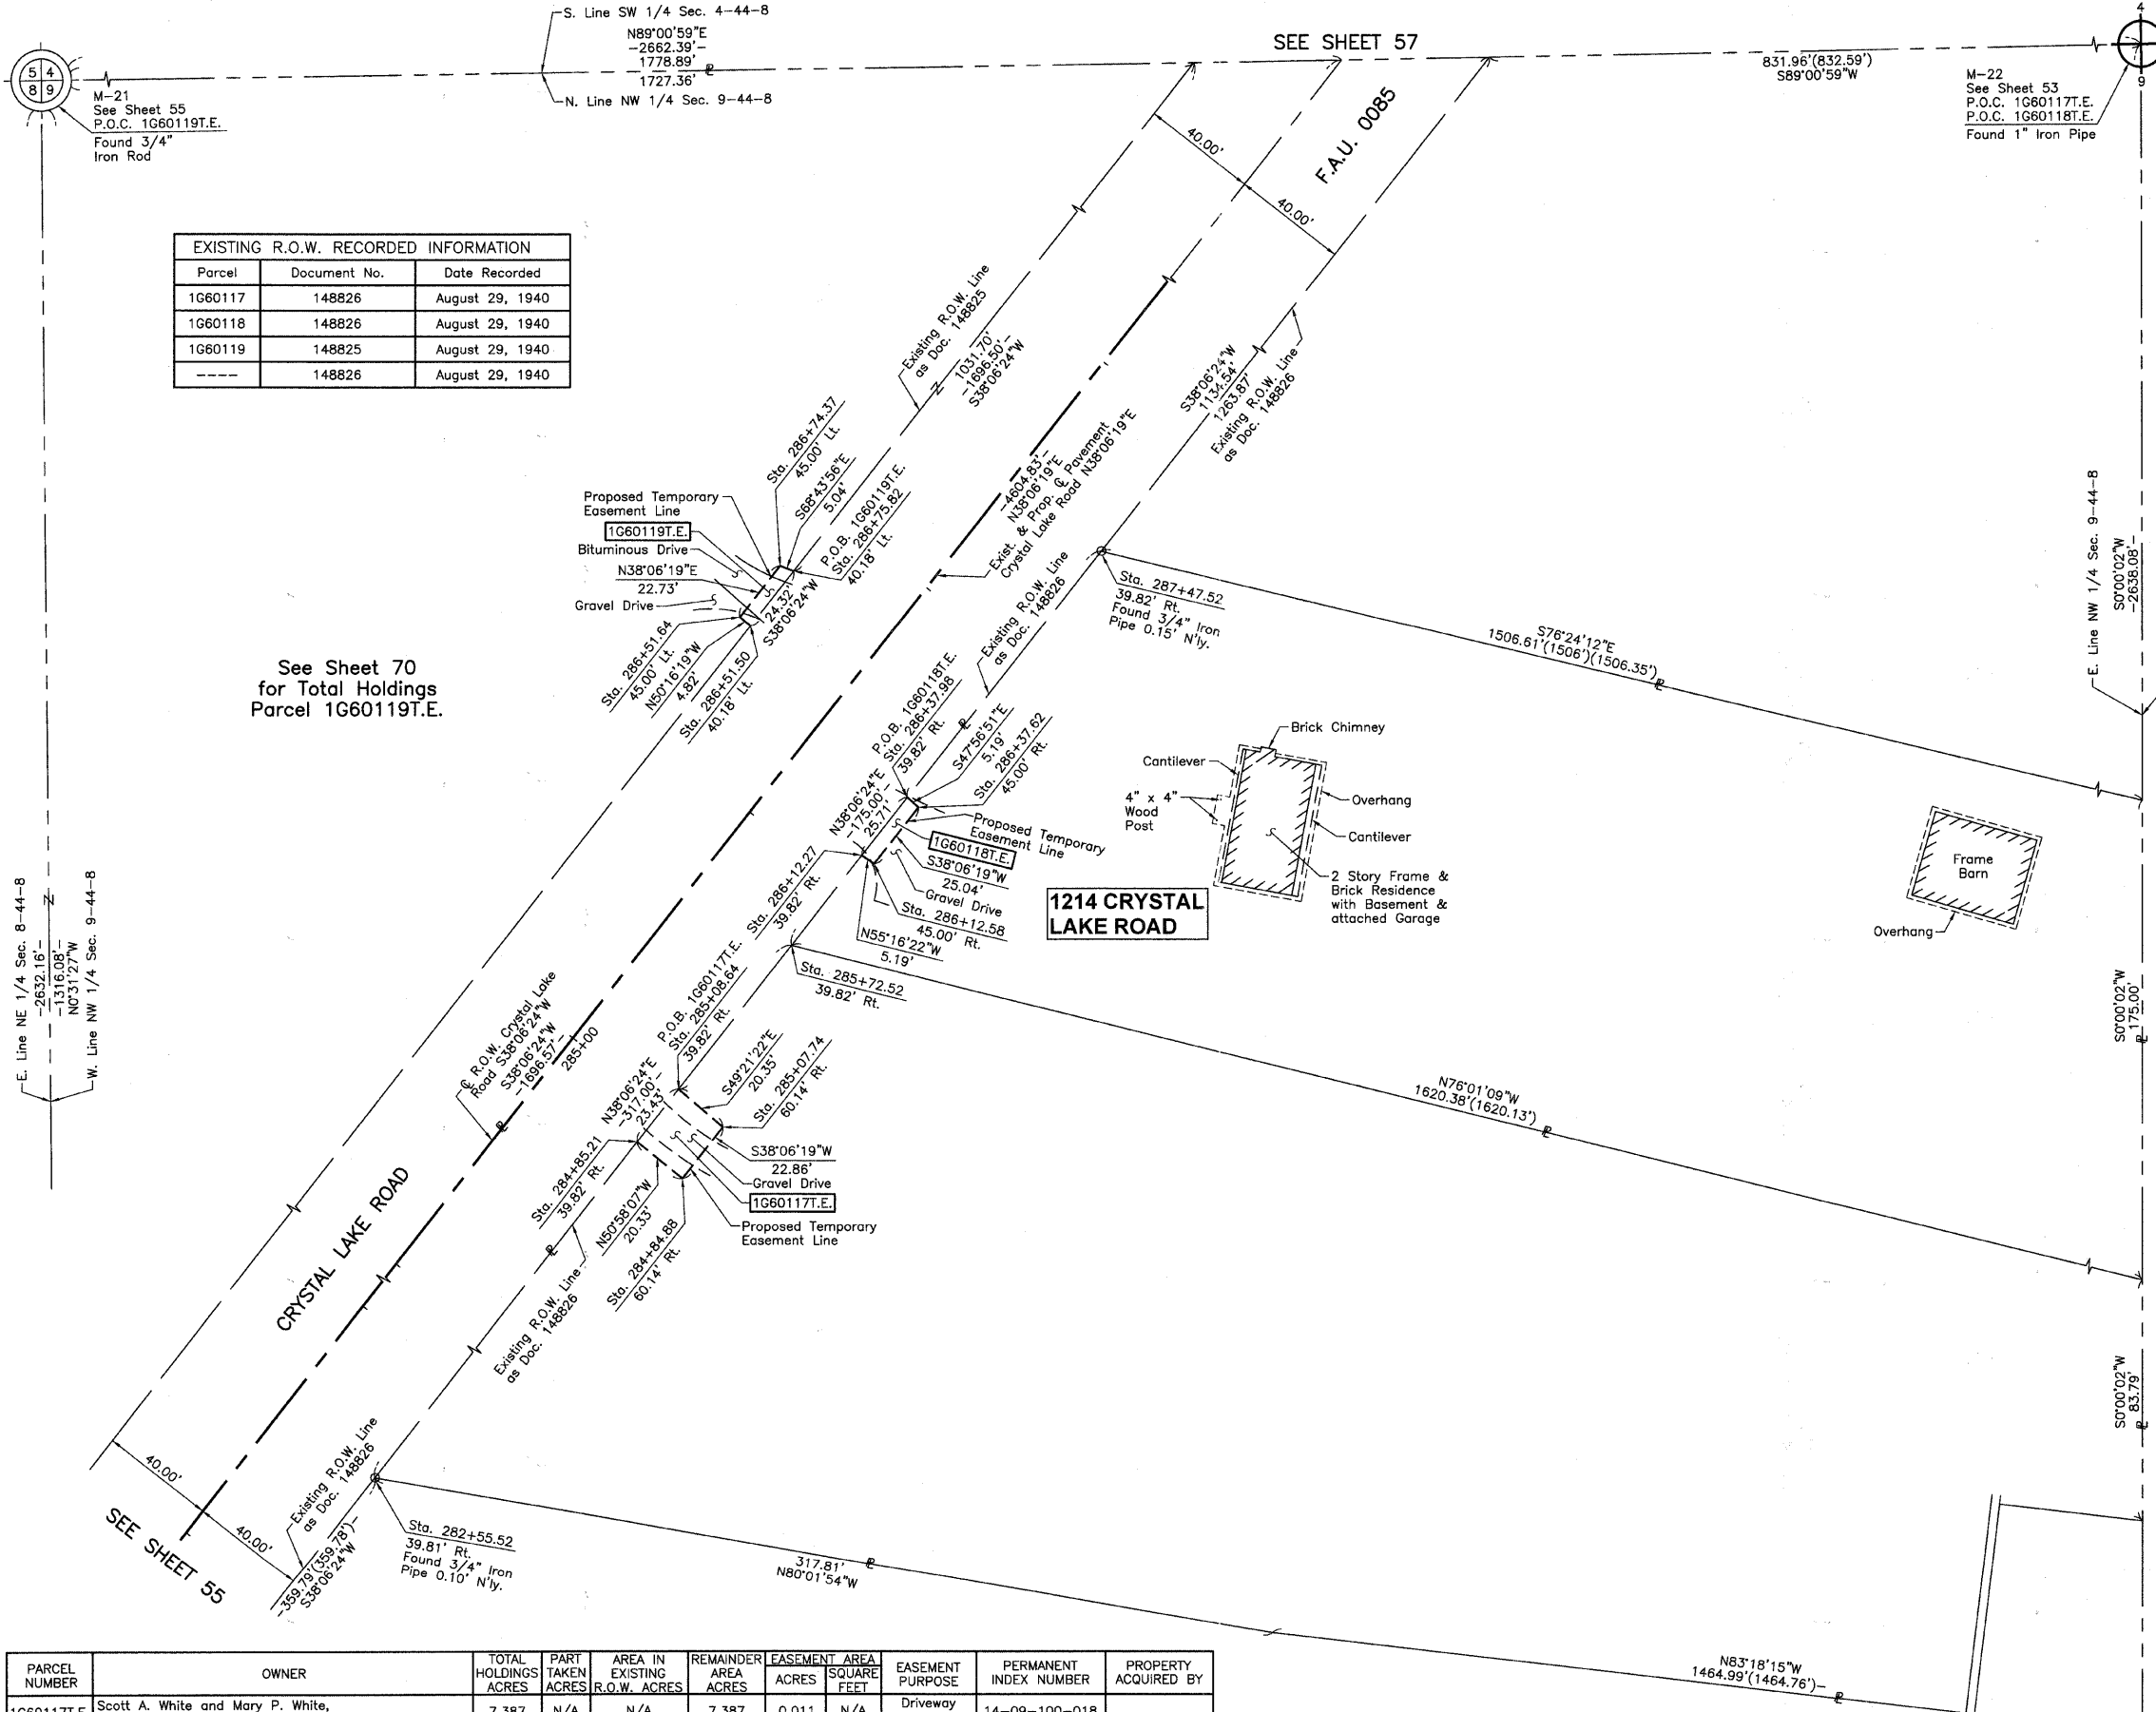 S. Line SW 1/4 Sec. 4-44-8
N89°00'59"E
-2662.39'-
1778.89'
1727.36'
N. Line NW 1/4 Sec. 9-44-8
SEE SHEET 57
831.96'(832.59')
S89°00'59"W
5 4
8 9
M-21
See Sheet 55
P.O.C. 1G60119T.E.
Found 3/4"
Iron Rod
4
9
M-22
See Sheet 53
P.O.C. 1G60117T.E.
P.O.C. 1G60118T.E.
Found 1" Iron Pipe
40.00'
40.00'
F.A.U. 0085
EXISTING R.O.W. RECORDED INFORMATION
Parcel Document No. Date Recorded
1G60117 148826 August 29, 1940
1G60118 148826 August 29, 1940
1G60119 148825 August 29, 1940
---- 148826 August 29, 1940
Existing R.O.W. Line
as Doc. 148825
1031.70'
-1696.50'-
S38°06'24"W
S38°06'24"W
1134.54'
1263.87'
Existing R.O.W. Line
as Doc. 148826
Sta. 286+74.37
45.00' Lt.
S68°43'56"E
5.04'
P.O.B. 1G60119T.E.
Sta. 286+75.82
40.18' Lt.
Proposed Temporary
Easement Line
1G60119T.E.
Bituminous Drive
N38°06'19"E
22.73'
Gravel Drive
24.32'
S38°06'24"W
Sta. 286+51.64
45.00' Lt.
N50°16'19"W
4.82'
Sta. 286+51.50
40.18' Lt.
-4604.83'-
N38°06'19"E
Exist. & Prop. ℄ Pavement
Crystal Lake Road N38°06'19"E
Existing R.O.W. Line
as Doc. 148826
Sta. 287+47.52
39.82' Rt.
Found 3/4" Iron
Pipe 0.15' N'ly.
S76°24'12"E
1506.61'(1506')(1506.35')
E. Line NW 1/4 Sec. 9-44-8
S0°00'02"W
-2638.08'-
See Sheet 70
for Total Holdings
Parcel 1G60119T.E.
P.O.B. 1G60118T.E.
Sta. 286+37.98
39.82' Rt.
S47°56'51"E
5.19'
Sta. 286+37.62
45.00' Rt.
N38°06'24"E
-175.00'-
25.71'
Proposed Temporary
Easement Line
1G60118T.E.
S38°06'19"W
25.04'
Gravel Drive
Sta. 286+12.58
45.00' Rt.
N55°16'22"W
5.19'
Sta. 286+12.27
39.82' Rt.
1214 CRYSTAL
LAKE ROAD
Brick Chimney
Cantilever
4" x 4"
Wood
Post
Overhang
Cantilever
2 Story Frame &
Brick Residence
with Basement &
attached Garage
Frame
Barn
Overhang
Sta. 285+72.52
39.82' Rt.
E. Line NE 1/4 Sec. 8-44-8
-2632.16'-
-1316.08'-
N0°31'27"W
W. Line NW 1/4 Sec. 9-44-8
℄ R.O.W. Crystal Lake
Road S38°06'24"W
S38°06'24"W
-1696.57'-
285+00
P.O.B. 1G60117T.E.
Sta. 285+08.64
39.82' Rt.
S49°21'22"E
20.35'
Sta. 285+07.74
60.14' Rt.
N38°06'24"E
-317.00'-
23.43'
Sta. 284+85.21
39.82' Rt.
S38°06'19"W
22.86'
Gravel Drive
1G60117T.E.
Proposed Temporary
Easement Line
N50°58'07"W
20.33'
Sta. 284+84.88
60.14' Rt.
S0°00'02"W
175.00'
N76°01'09"W
1620.38'(1620.13')
CRYSTAL LAKE ROAD
Existing R.O.W. Line
as Doc. 148826
S0°00'02"W
83.79'
40.00'
40.00'
SEE SHEET 55
Existing R.O.W. Line
as Doc. 148826
-359.79'(359.78')-
S38°06'24"W
Sta. 282+55.52
39.81' Rt.
Found 3/4" Iron
Pipe 0.10' N'ly.
317.81'
N80°01'54"W
N83°18'15"W
1464.99'(1464.76')-
PARCEL NUMBER OWNER TOTAL HOLDINGS ACRES PART TAKEN ACRES AREA IN EXISTING R.O.W. ACRES REMAINDER AREA ACRES EASEMENT AREA ACRES SQUARE FEET EASEMENT PURPOSE PERMANENT INDEX NUMBER PROPERTY ACQUIRED BY
1G60117T.E. Scott A. White and Mary P. White, 7.387 N/A N/A 7.387 0.011 N/A Driveway 14-09-100-018